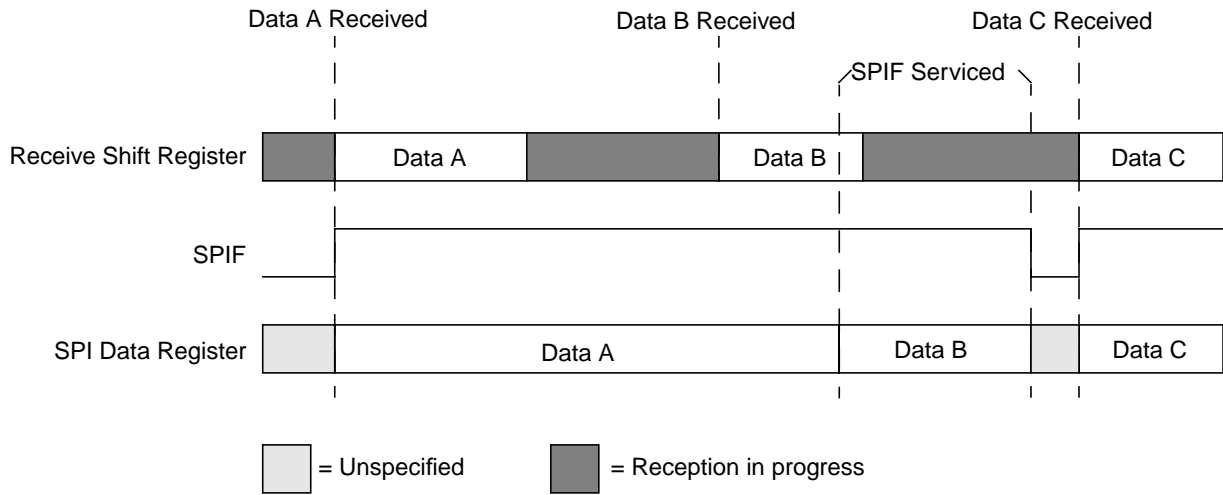 Data A Received
Data B Received
Data C Received
SPIF Serviced
Receive Shift Register
Data A
Data B
Data C
SPIF
SPI Data Register
Data A
Data B
Data C
= Unspecified
= Reception in progress